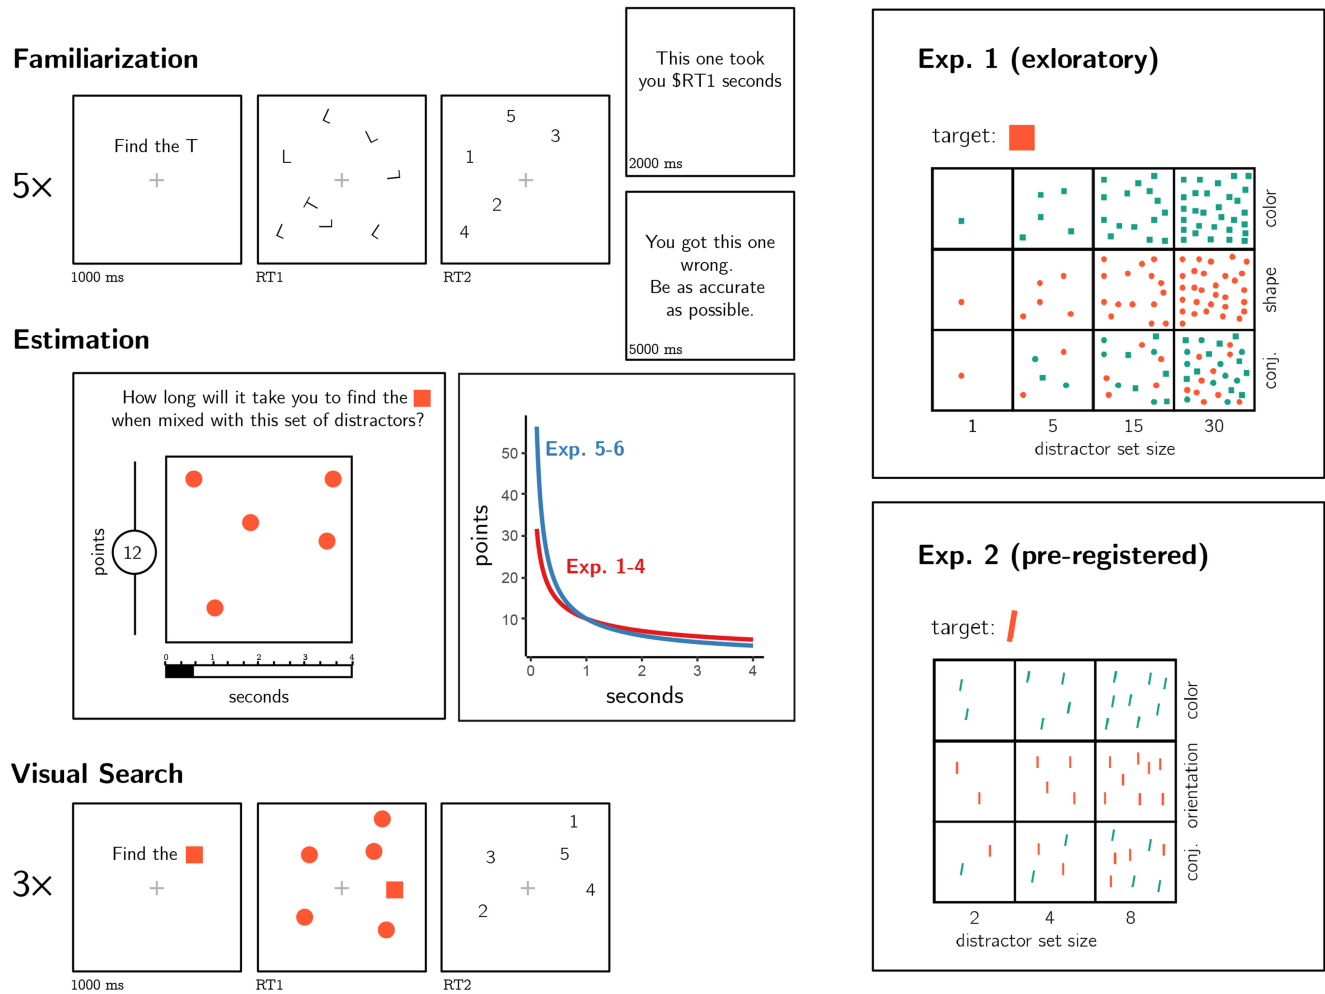 Familiarization
5×
Find the T
1000 ms
RT1
5
3
1
2
4
RT2
This one took
you $RT1 seconds
2000 ms
You got this one
wrong.
Be as accurate
as possible.
5000 ms
Estimation
How long will it take you to find the
when mixed with this set of distractors?
points
12
0 1 2 3 4
seconds
points
50
40
30
20
10
Exp. 5-6
Exp. 1-4
0 1 2 3 4
seconds
Visual Search
3×
Find the
1000 ms
RT1
1
3
5
4
2
RT2
Exp. 1 (exloratory)
target:
color
shape
conj.
1 5 15 30
distractor set size
Exp. 2 (pre-registered)
target:
color
orientation
conj.
2 4 8
distractor set size